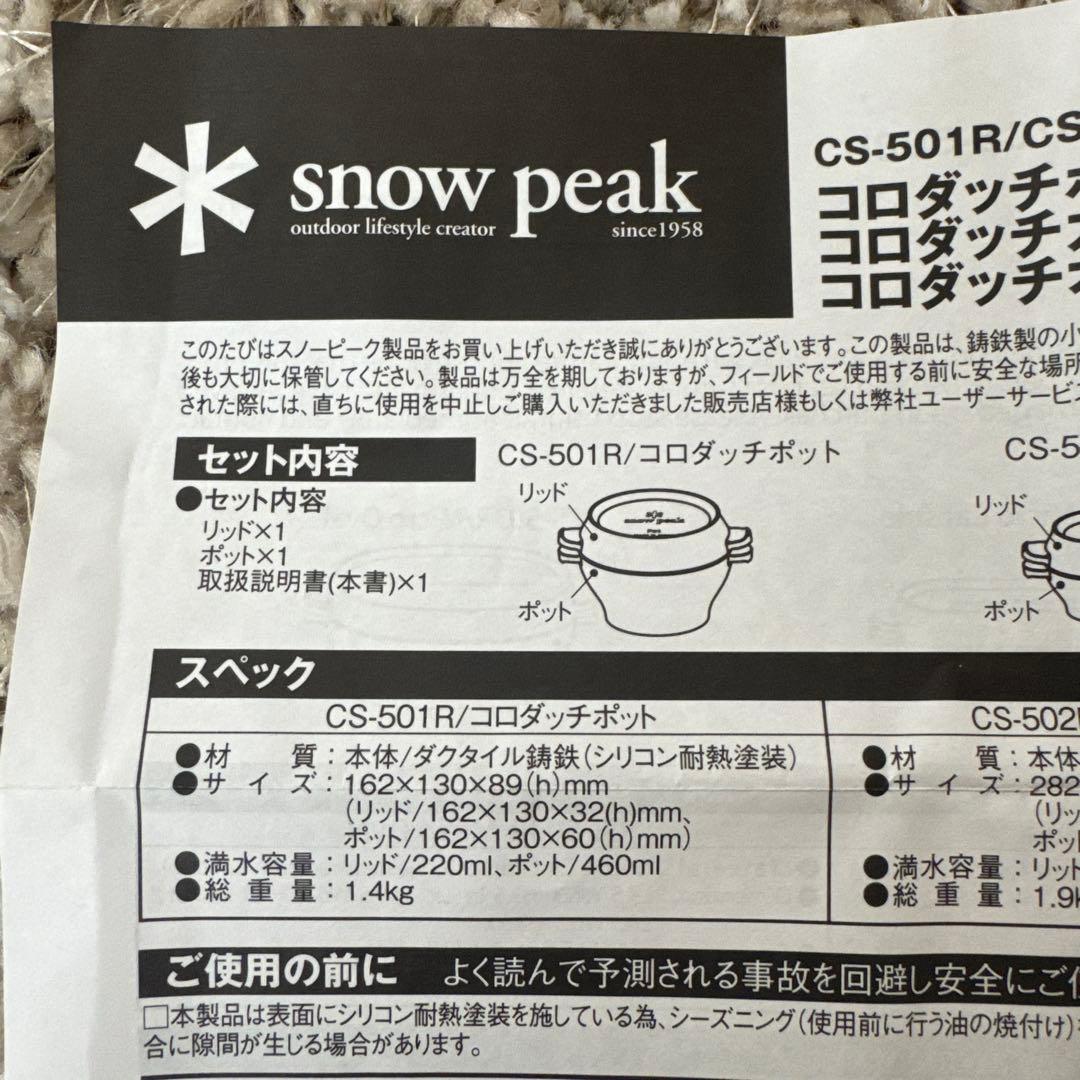 snow peak
outdoor lifestyle creator since1958
CS-501R/CS
コロダッチポ
コロダッチ
コロダッチ
このたびはスノーピーク製品をお買い上げいただき誠にありがとうございます。この製品は、鋳鉄製の小
後も大切に保管してください。製品は万全を期しておりますが、フィールドでご使用する前に安全な場所
された際には、直ちに使用を中止しご購入いただきました販売店様もしくは弊社ユーザーサービス
セット内容
●セット内容
リッド×1
ポット×1
取扱説明書(本書)×1
CS-501R/コロダッチポット
リッド
snow peak
ポット
CS-5
リッド
ポット
スペック
CS-501R/コロダッチポット
●材 質：本体/ダクタイル鋳鉄(シリコン耐熱塗装)
●サ イ ズ：162×130×89(h)mm
(リッド/162×130×32(h)mm、
ポット/162×130×60(h)mm)
●満水容量：リッド/220ml、ポット/460ml
●総 重 量：1.4kg
CS-502
●材 質：本体
●サ イ ズ：282
(リッ
ポッ
●満水容量：リッ
●総 重 量：1.9k
ご使用の前に よく読んで予測される事故を回避し安全にご使
□本製品は表面にシリコン耐熱塗装を施している為、シーズニング(使用前に行う油の焼付け)
合に隙間が生じる場合があります。